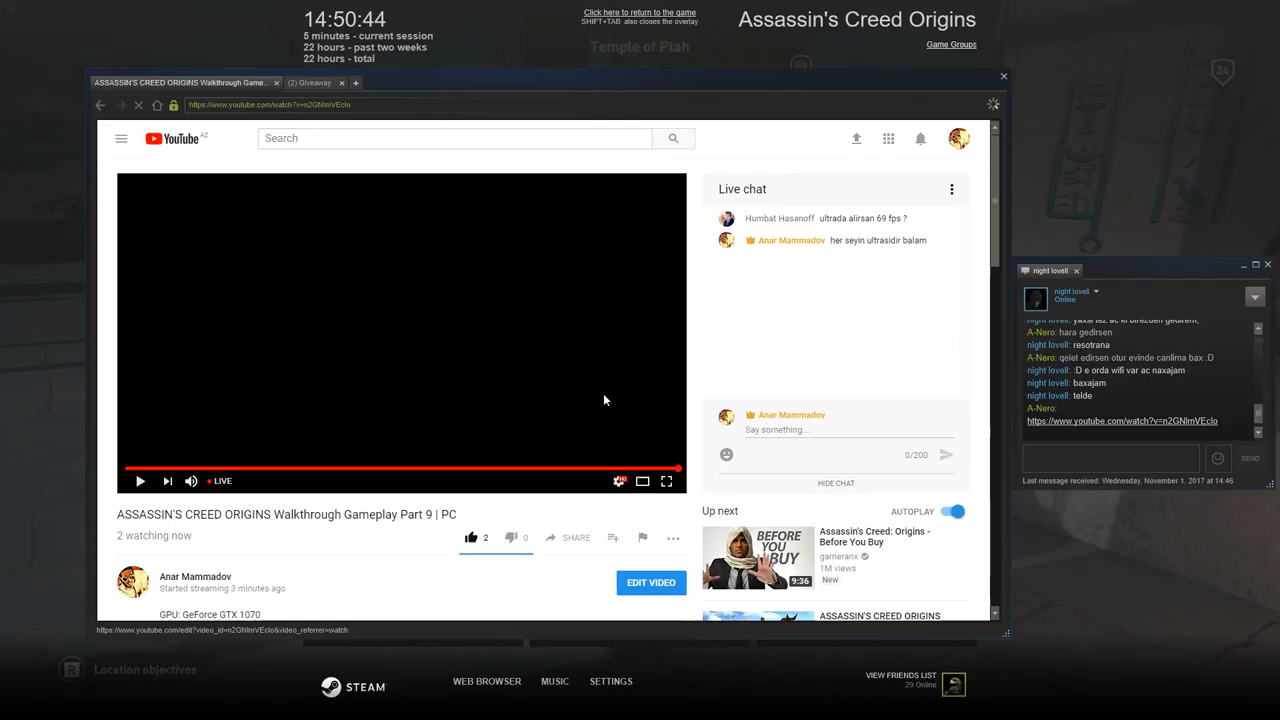 14:50:44
5 minutes - current session
22 hours - past two weeks
22 hours - total
Click here to return to the game
SHIFT+TAB also closes the overlay
Temple of Ptah
Assassin's Creed Origins
Game Groups
24
ASSASSIN'S CREED ORIGINS Walkthrough Game...
(2) Giveaway
https://www.youtube.com/watch?v=n2GNlmVEcIo
YouTube AZ
Search
Live chat
Humbat Hasanoff ultrada alirsan 69 fps ?
Anar Mammadov her seyin ultrasidir balam
Anar Mammadov
Say something...
0/200
HIDE CHAT
LIVE
HD
ASSASSIN'S CREED ORIGINS Walkthrough Gameplay Part 9 | PC
2 watching now
2
0
SHARE
Anar Mammadov
Started streaming 3 minutes ago
EDIT VIDEO
GPU: GeForce GTX 1070
Up next
AUTOPLAY
BEFORE YOU BUY
9:36
Assassin's Creed: Origins -
Before You Buy
gameranx
1M views
New
ASSASSIN'S CREED ORIGINS
https://www.youtube.com/edit?video_id=n2GNlmVEcIo&video_referrer=watch
night lovell
night lovell
Online
night lovell: yaxsi tez ac ki birezden gedirem,
A-Nero: hara gedirsen
night lovell: resotrana
A-Nero: qelet edirsen otur evinde canlima bax :D
night lovell: :D e orda wifi var ac naxajam
night lovell: baxajam
night lovell: telde
A-Nero:
https://www.youtube.com/watch?v=n2GNlmVEcIo
SEND
Last message received: Wednesday, November 1, 2017 at 14:46
R Location objectives
STEAM
WEB BROWSER
MUSIC
SETTINGS
VIEW FRIENDS LIST
29 Online